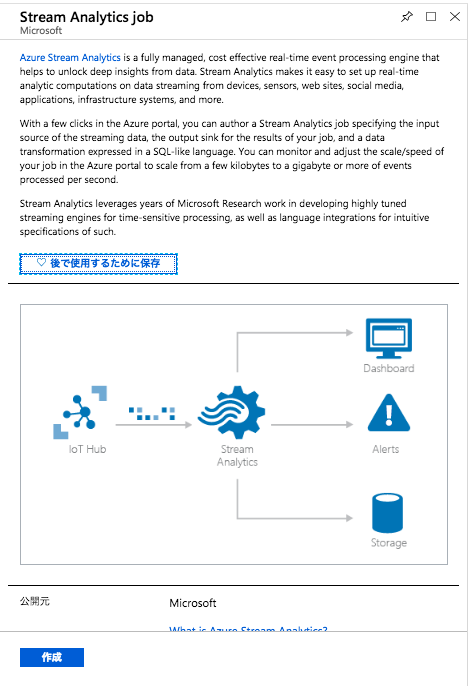 Stream Analytics job
Microsoft
Azure Stream Analytics is a fully managed, cost effective real-time event processing engine that
helps to unlock deep insights from data. Stream Analytics makes it easy to set up real-time
analytic computations on data streaming from devices, sensors, web sites, social media,
applications, infrastructure systems, and more.
With a few clicks in the Azure portal, you can author a Stream Analytics job specifying the input
source of the streaming data, the output sink for the results of your job, and a data
transformation expressed in a SQL-like language. You can monitor and adjust the scale/speed of
your job in the Azure portal to scale from a few kilobytes to a gigabyte or more of events
processed per second.
Stream Analytics leverages years of Microsoft Research work in developing highly tuned
streaming engines for time-sensitive processing, as well as language integrations for intuitive
specifications of such.
♡ 後で使用するために保存
Dashboard
IoT Hub
Stream
Analytics
Alerts
Storage
公開元
Microsoft
What is Azure Stream Analytics?
作成